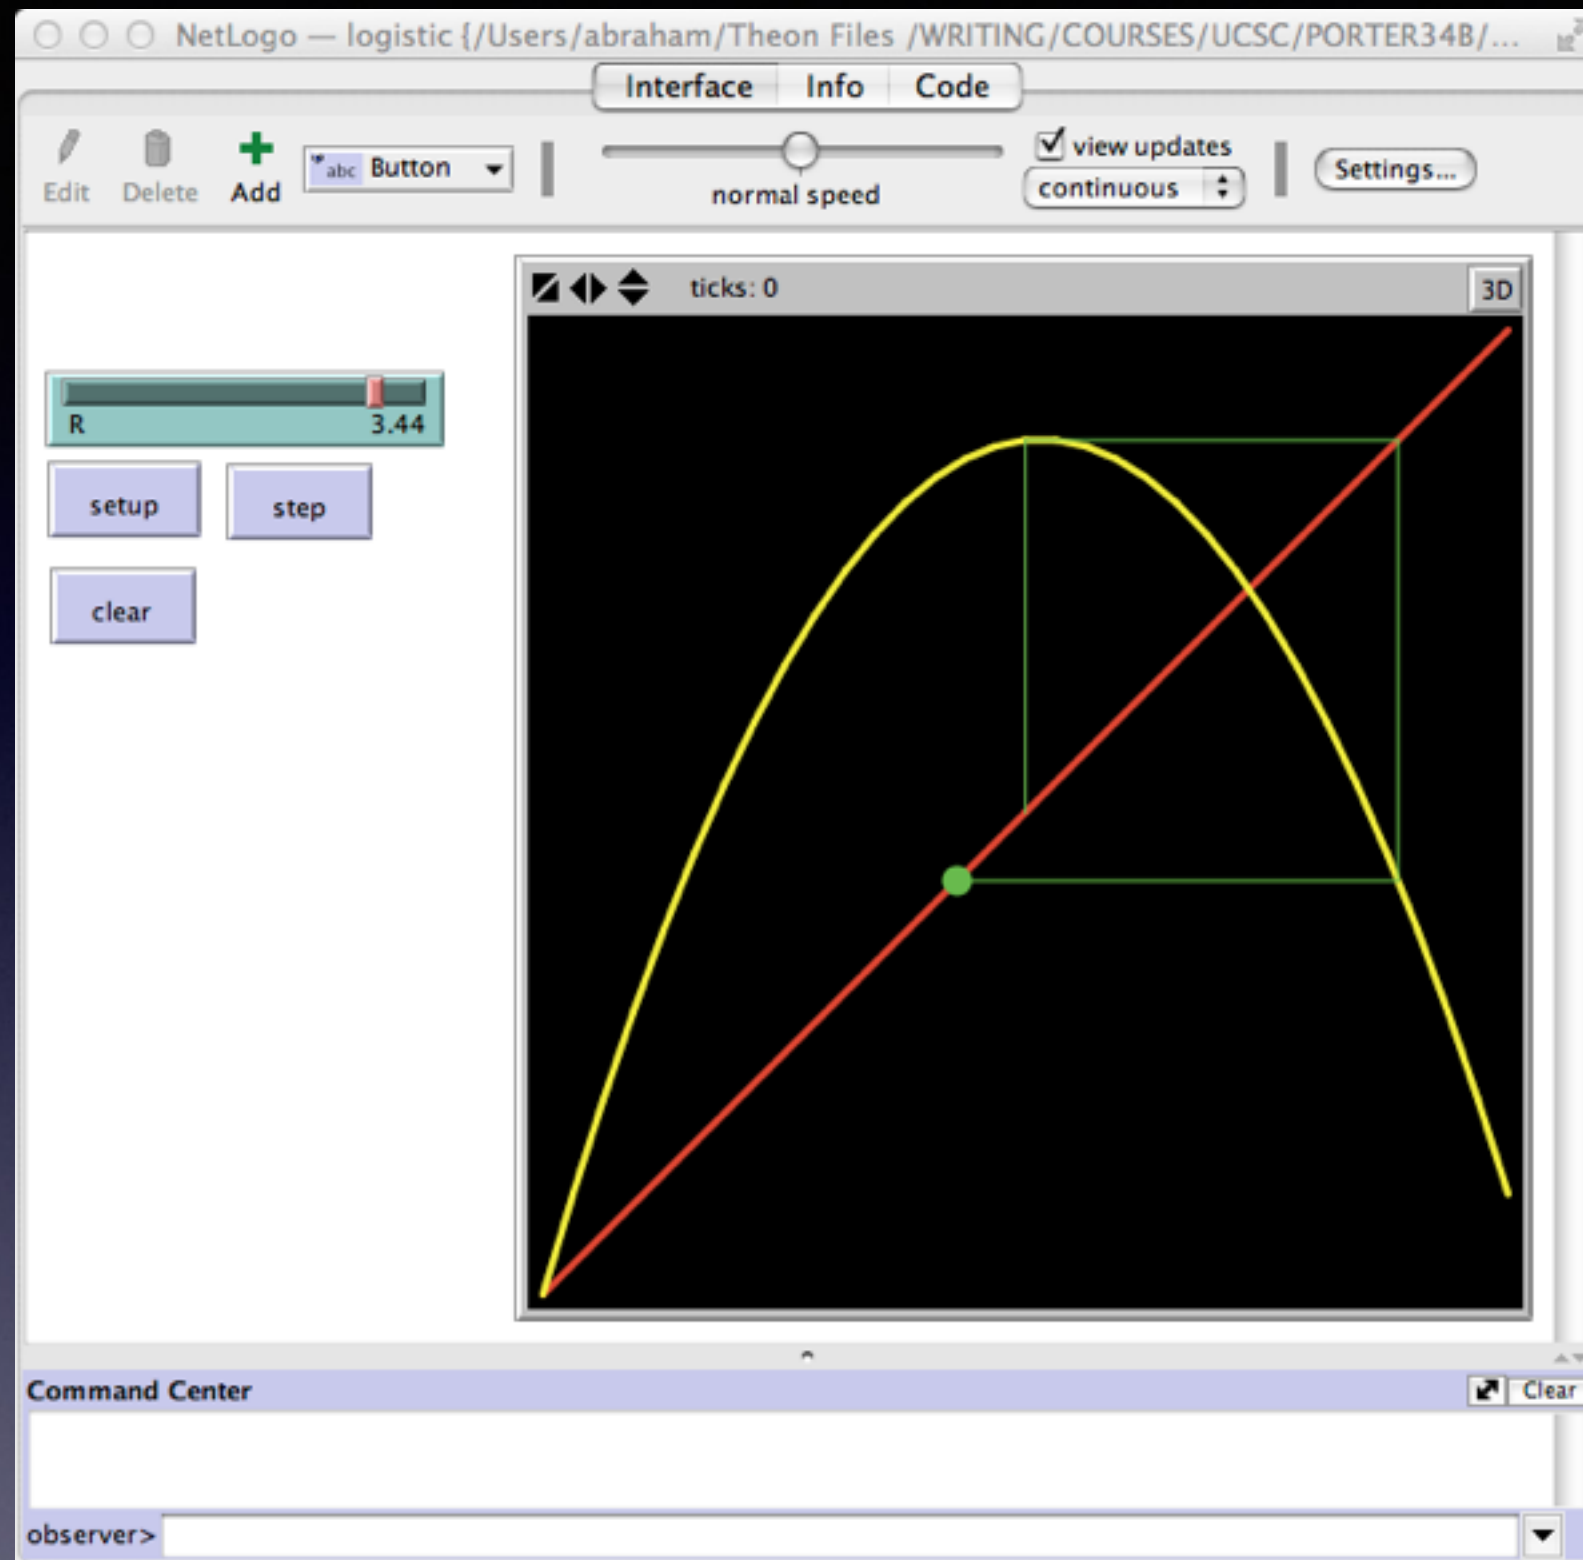 NetLogo — logistic {/Users/abraham/Theon Files /WRITING/COURSES/UCSC/PORTER34B/...
Interface Info Code
Edit Delete Add abc Button normal speed view updates continuous Settings...
ticks: 0 3D
R 3.44
setup step
clear
Command Center Clear
observer>